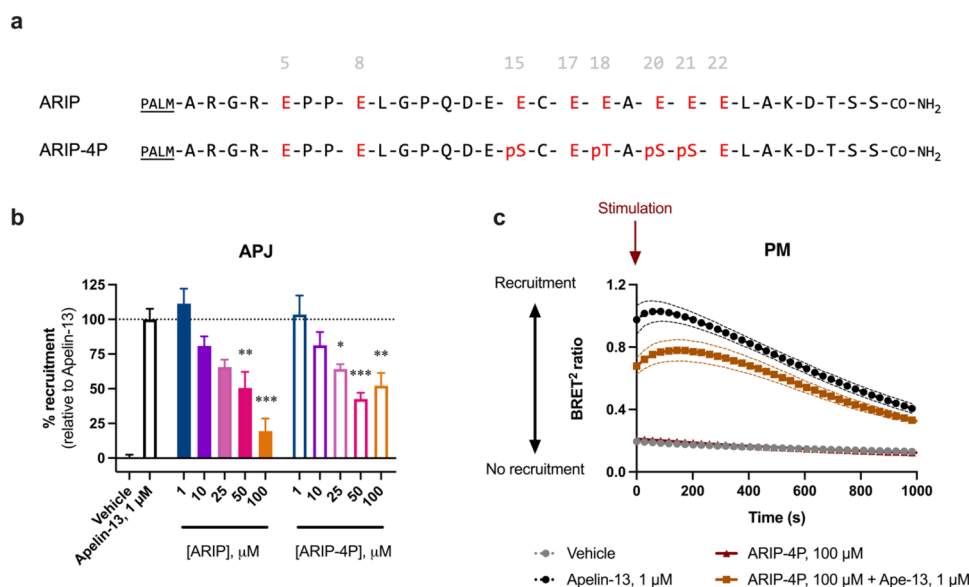 a
5 8 15 17 18 20 21 22
ARIP PALM-A-R-G-R-E-P-P-E-L-G-P-Q-D-E-E-C-E-E-A-E-E-E-L-A-K-D-T-S-S-CO-NH2
ARIP-4P PALM-A-R-G-R-E-P-P-E-L-G-P-Q-D-E-pS-C-E-pT-A-pS-pS-E-L-A-K-D-T-S-S-CO-NH2
b
APJ
% recruitment
(relative to Apelin-13)
125
100
75
50
25
0
** *** * *** **
Vehicle
Apelin-13, 1 μM
1 10 25 50 100 1 10 25 50 100
[ARIP], μM [ARIP-4P], μM
c
Stimulation
PM
Recruitment
No recruitment
BRET² ratio
1.2
0.8
0.4
0.0
0 200 400 600 800 1000
Time (s)
Vehicle ARIP-4P, 100 μM
Apelin-13, 1 μM ARIP-4P, 100 μM + Ape-13, 1 μM